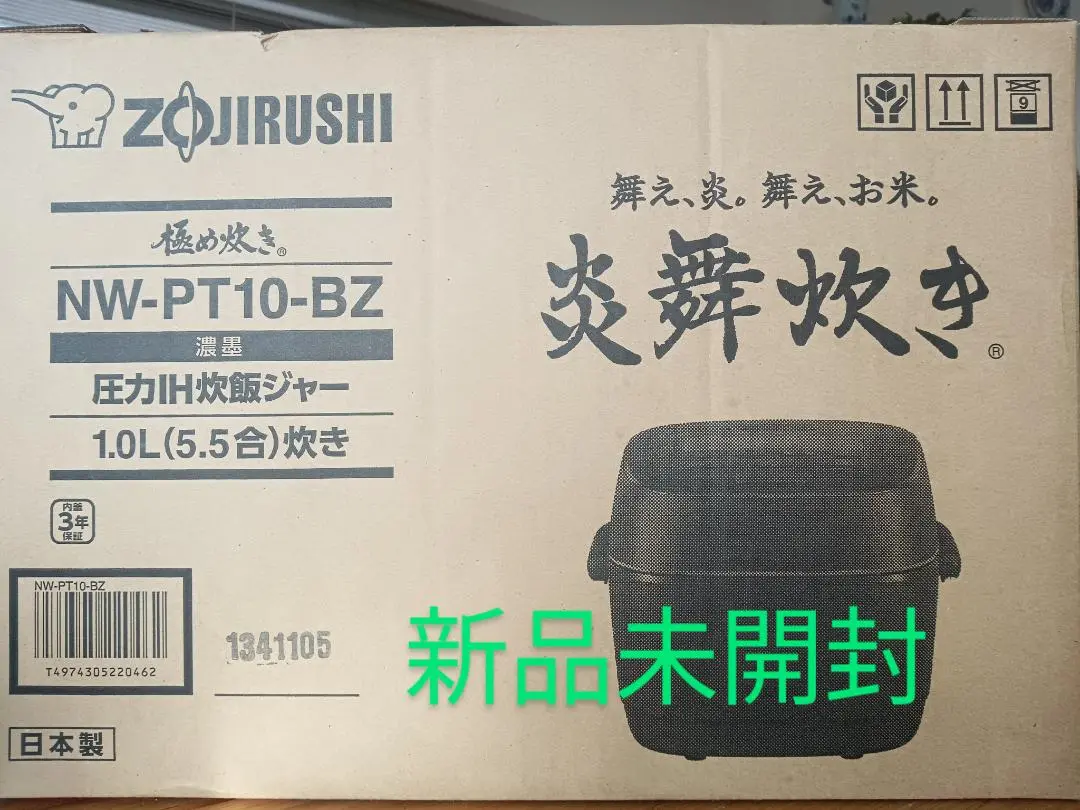 ZOJIRUSHI
極め炊き®
NW-PT10-BZ
濃墨
圧力IH炊飯ジャー
1.0L(5.5合)炊き
内釜
3年
保証
NW-PT10-BZ
T4974305220462
1341105
日本製
9
舞え、炎。舞え、お米。
炎舞炊き®
新品未開封